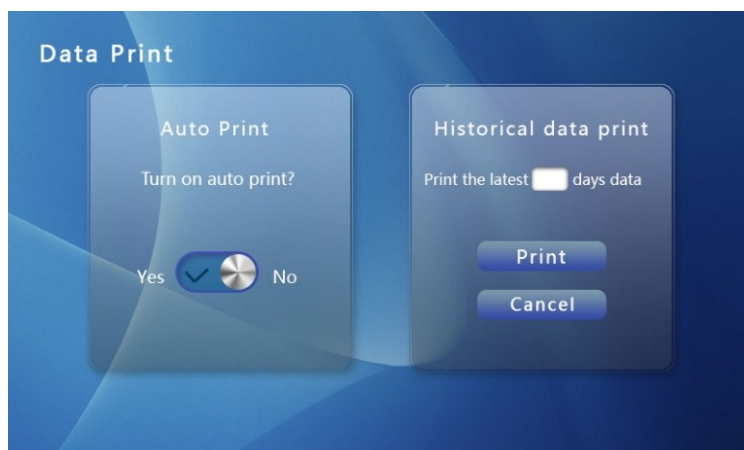 Data Print
Auto Print
Turn on auto print?
Yes No
Historical data print
Print the latest days data
Print
Cancel